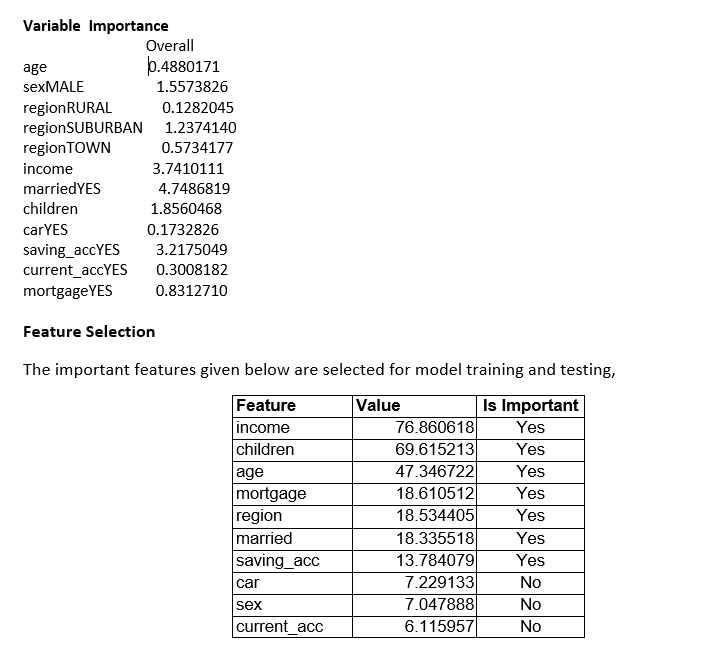 Variable Importance
Overall
age 0.4880171
sexMALE 1.5573826
regionRURAL 0.1282045
regionSUBURBAN 1.2374140
regionTOWN 0.5734177
income 3.7410111
marriedYES 4.7486819
children 1.8560468
carYES 0.1732826
saving_accYES 3.2175049
current_accYES 0.3008182
mortgageYES 0.8312710
Feature Selection
The important features given below are selected for model training and testing,
Feature Value Is Important
income 76.860618 Yes
children 69.615213 Yes
age 47.346722 Yes
mortgage 18.610512 Yes
region 18.534405 Yes
married 18.335518 Yes
saving_acc 13.784079 Yes
car 7.229133 No
sex 7.047888 No
current_acc 6.115957 No